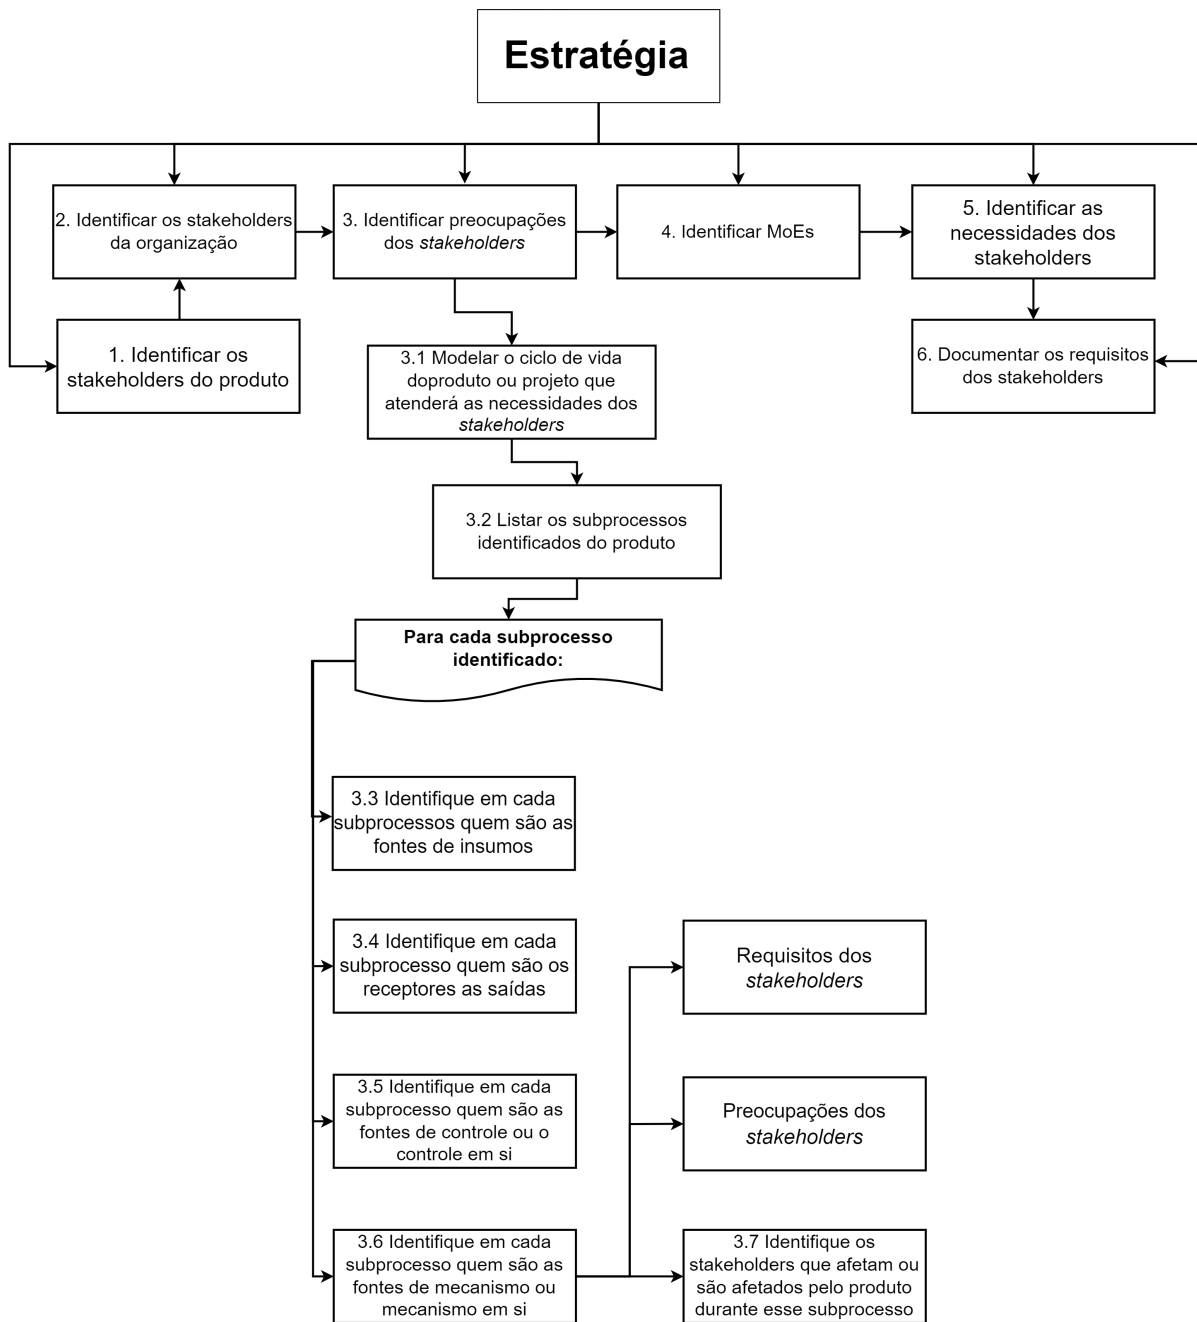 Estratégia
2. Identificar os stakeholders
da organização
3. Identificar preocupações
dos stakeholders
4. Identificar MoEs
5. Identificar as
necessidades dos
stakeholders
1. Identificar os
stakeholders do produto
6. Documentar os requisitos
dos stakeholders
3.1 Modelar o ciclo de vida
doproduto ou projeto que
atenderá as necessidades dos
stakeholders
3.2 Listar os subprocessos
identificados do produto
Para cada subprocesso
identificado:
3.3 Identifique em cada
subprocessos quem são as
fontes de insumos
3.4 Identifique em cada
subprocesso quem são os
receptores as saídas
Requisitos dos
stakeholders
3.5 Identifique em cada
subprocesso quem são as
fontes de controle ou o
controle em si
Preocupações dos
stakeholders
3.6 Identifique em cada
subprocesso quem são as
fontes de mecanismo ou
mecanismo em si
3.7 Identifique os
stakeholders que afetam ou
são afetados pelo produto
durante esse subprocesso